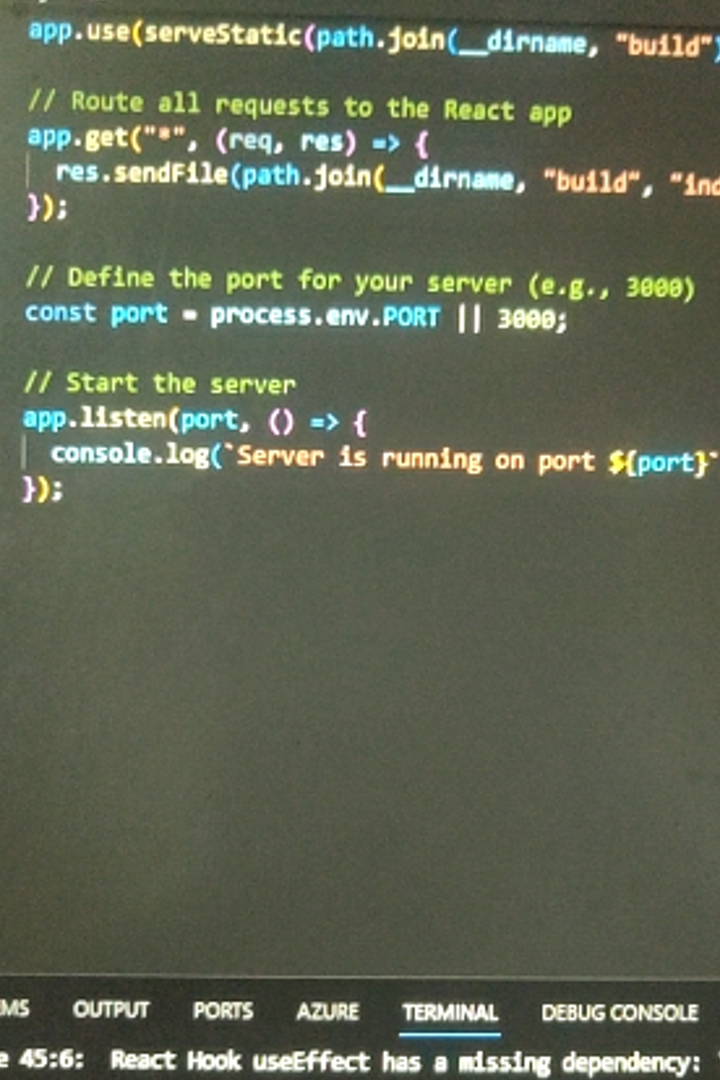 app.use(serveStatic(path.join(__dirname, "build")
// Route all requests to the React app
app.get("*", (req, res) => {
res.sendFile(path.join(__dirname, "build", "ind
});
// Define the port for your server (e.g., 3000)
const port = process.env.PORT || 3000;
// Start the server
app.listen(port, () => {
console.log(`Server is running on port ${port}`
});
MS OUTPUT PORTS AZURE TERMINAL DEBUG CONSOLE
e 45:6: React Hook useEffect has a missing dependency: '